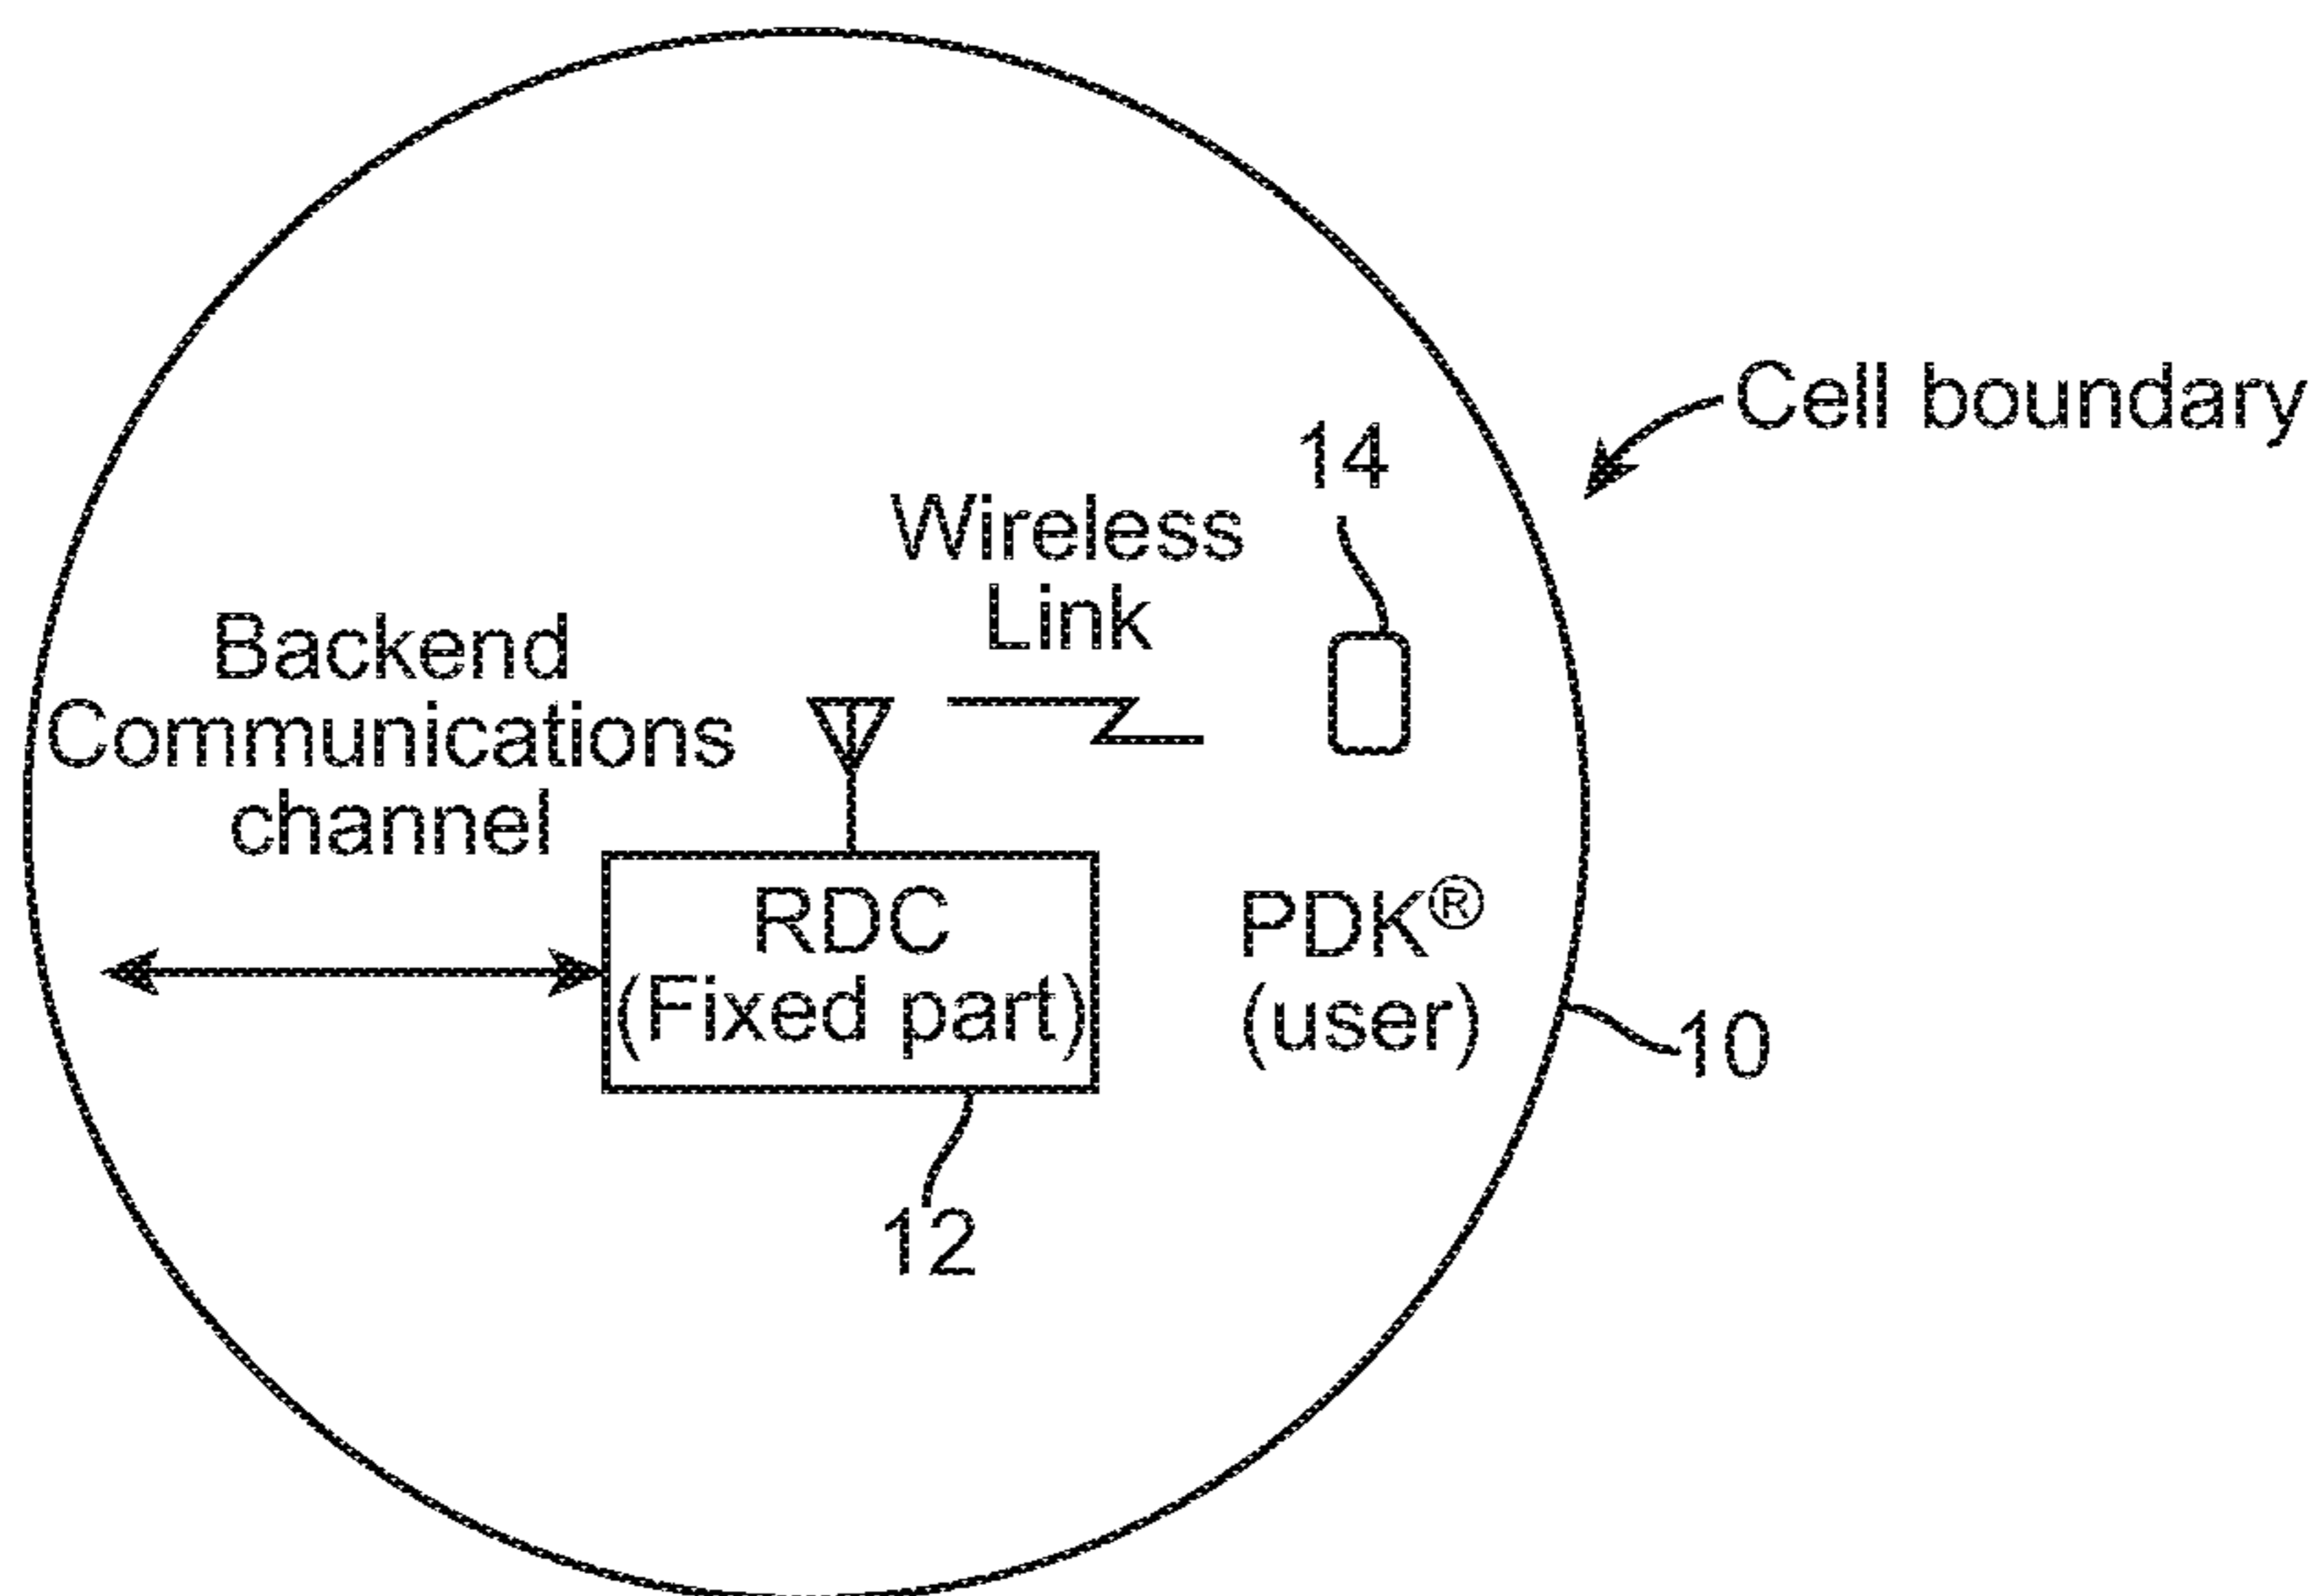 Cell boundary
14
Wireless
Link
Backend
Communications
channel
RDC
(Fixed part)
PDK®
(user)
10
12